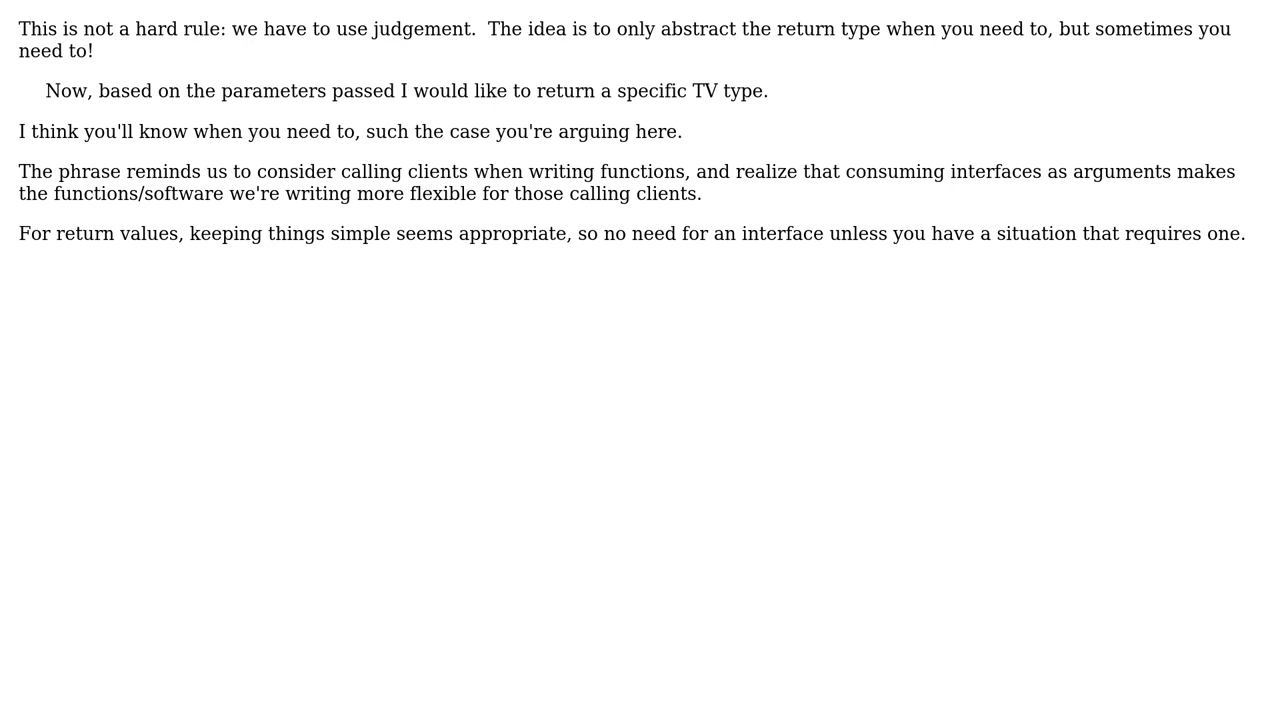 This is not a hard rule: we have to use judgement.  The idea is to only abstract the return type when you need to, but sometimes you
need to!
Now, based on the parameters passed I would like to return a specific TV type.
I think you'll know when you need to, such the case you're arguing here.
The phrase reminds us to consider calling clients when writing functions, and realize that consuming interfaces as arguments makes
the functions/software we're writing more flexible for those calling clients.
For return values, keeping things simple seems appropriate, so no need for an interface unless you have a situation that requires one.